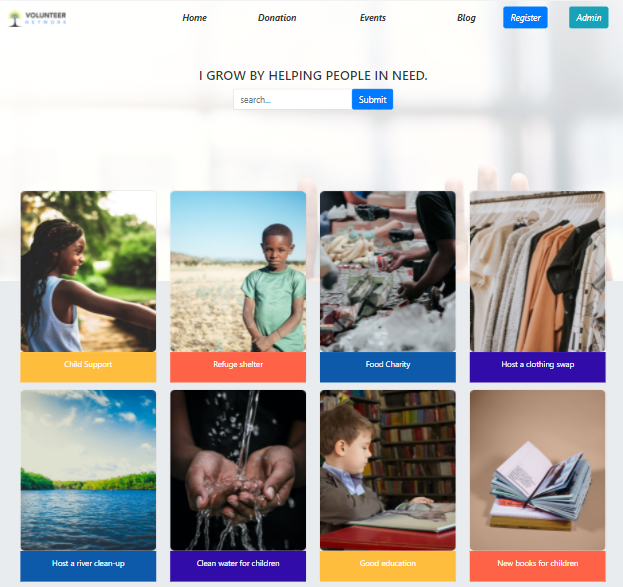 VOLUNTEER
NETWORK
Home
Donation
Events
Blog
Register
Admin
I GROW BY HELPING PEOPLE IN NEED.
search...
Submit
Child Support
Refuge shelter
Food Charity
Host a clothing swap
Host a river clean-up
Clean water for children
Good education
New books for children